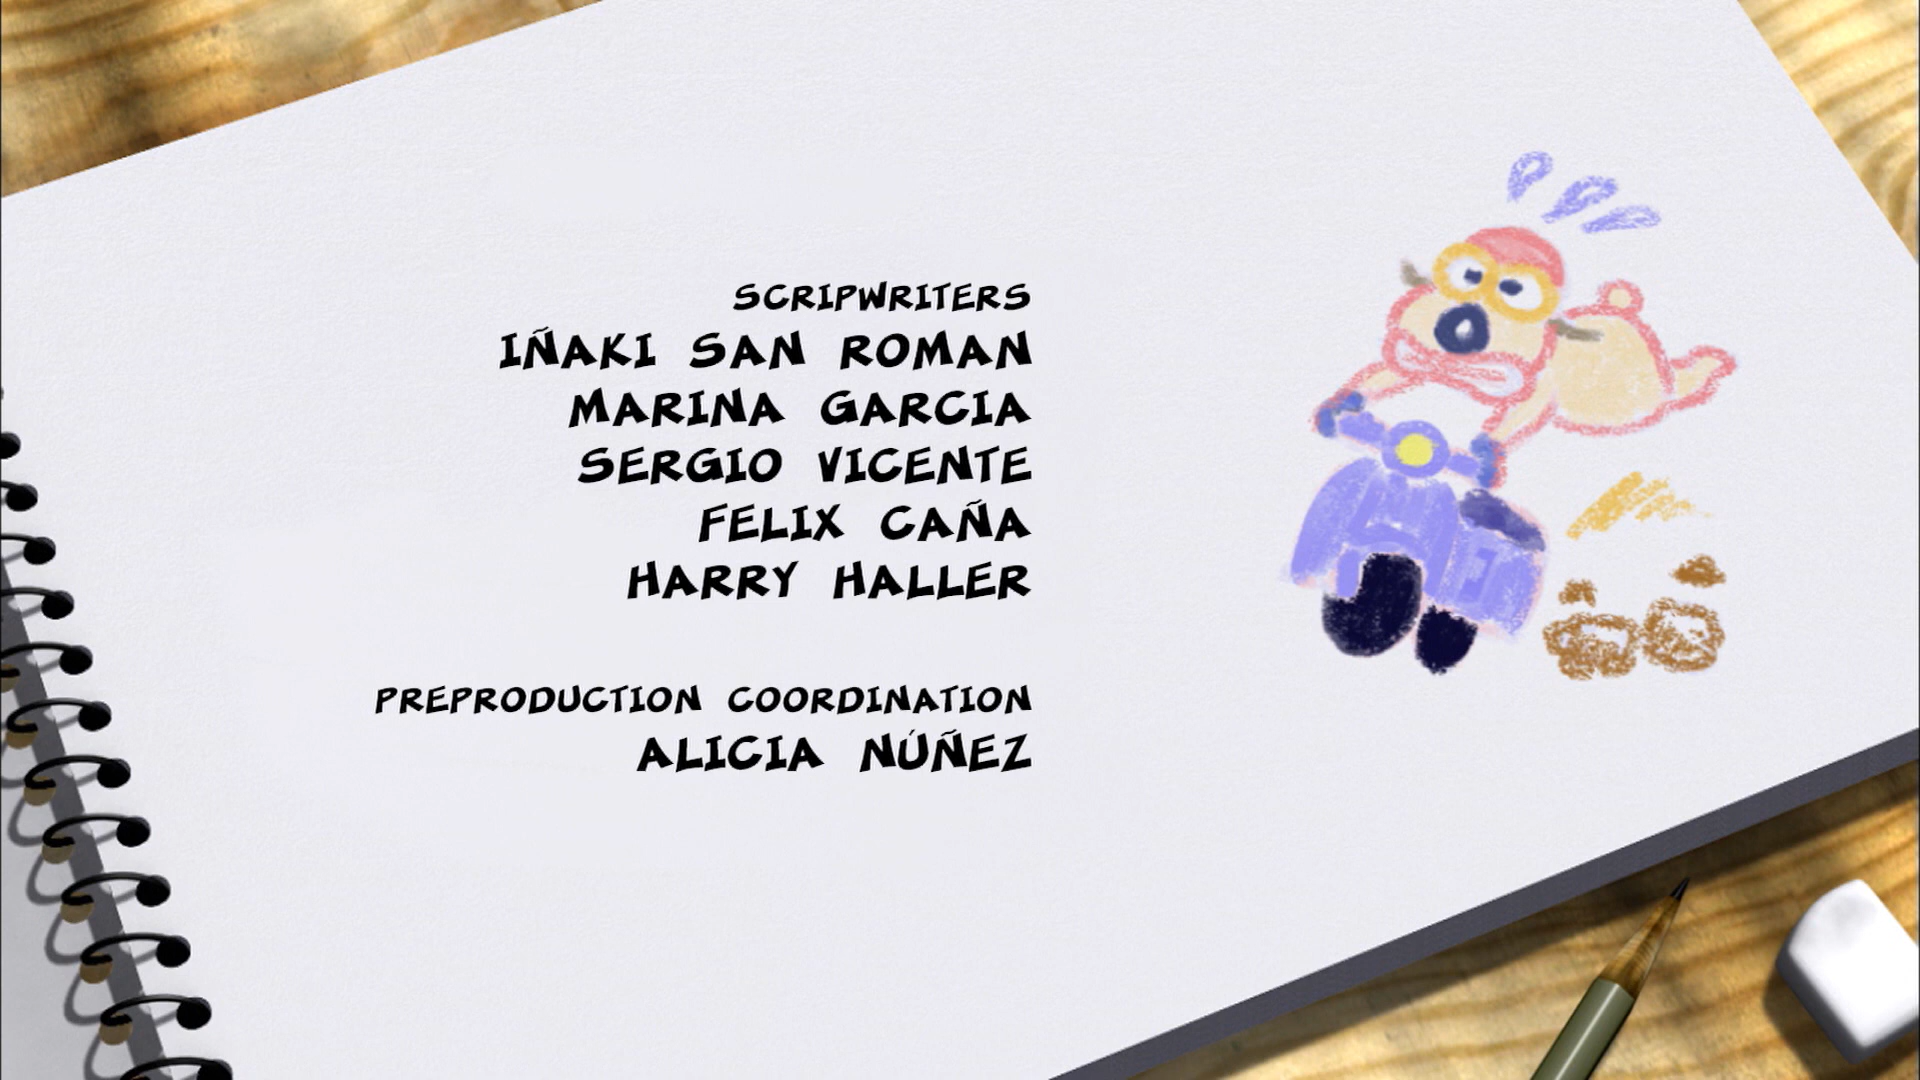 SCRIPWRITERS
IÑAKI SAN ROMAN
MARINA GARCIA
SERGIO VICENTE
FELIX CAÑA
HARRY HALLER
PREPRODUCTION COORDINATION
ALICIA NÚÑEZ